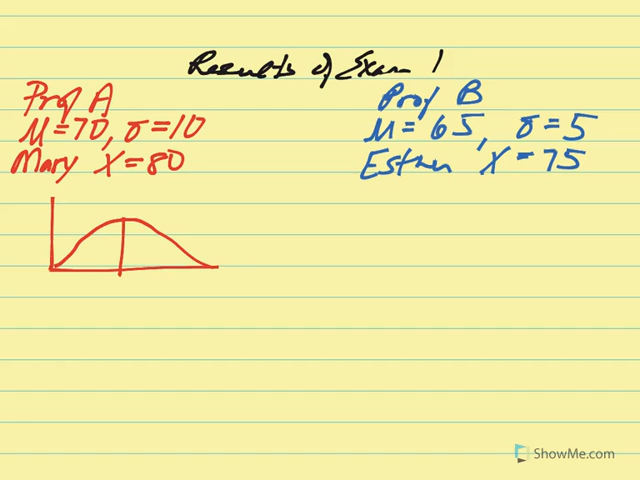 Results of Exam 1
Prof A
μ=70, σ=10
Mary X=80
Prof B
μ=65, σ=5
Esther X=75
ShowMe.com